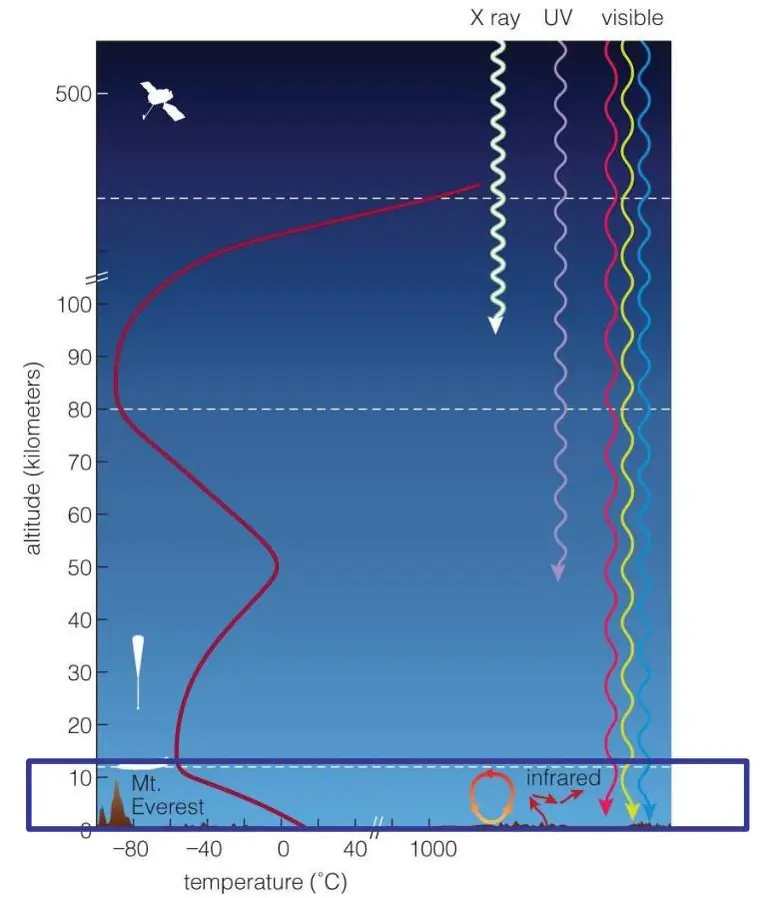 X ray UV visible
500
100
90
80
70
60
50
40
30
20
10
0
altitude (kilometers)
Mt.
Everest
infrared
−80 −40 0 40 1000
temperature (˚C)